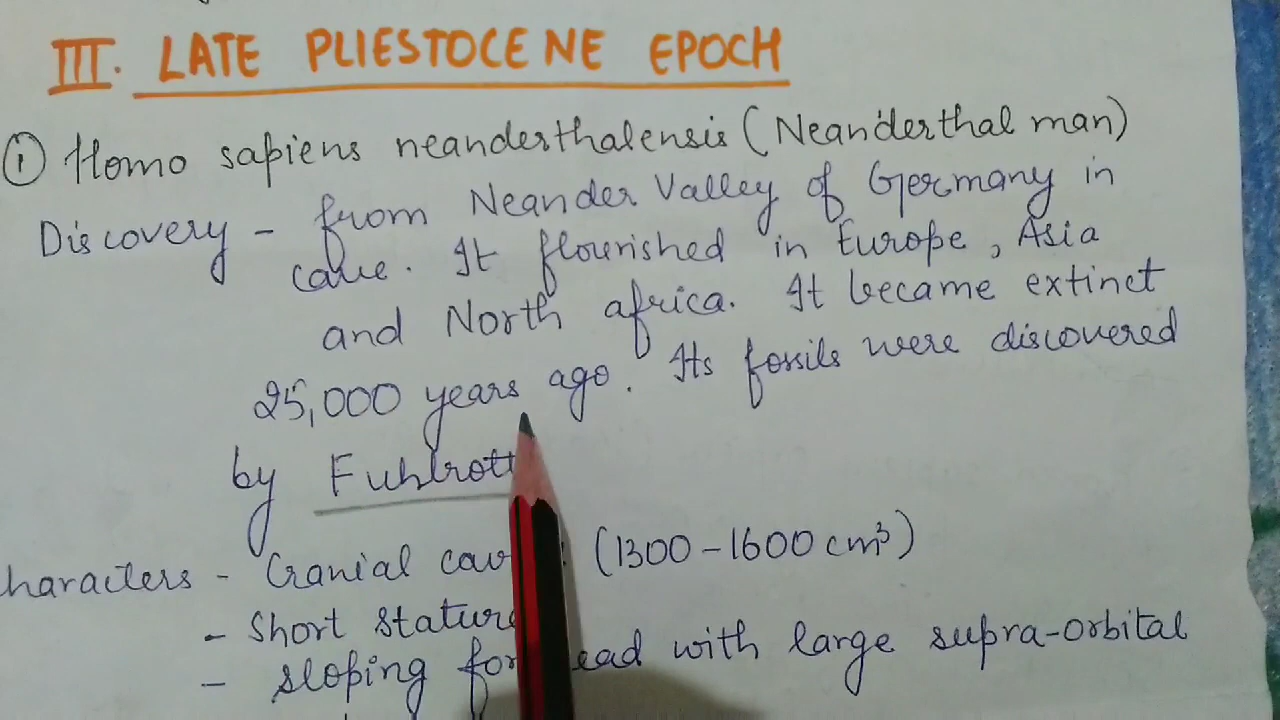 III. LATE PLIESTOCENE EPOCH
① Homo sapiens neanderthalensis (Neanderthal man)
Discovery - from Neander Valley of Germany in
cave. It flourished in Europe, Asia
and North africa. It became extinct
25,000 years ago. Its fossils were discovered
by Fuhlrott
haracters - Cranial cav : (1300-1600 cm³)
- Short stature
- sloping for ead with large supra-orbital